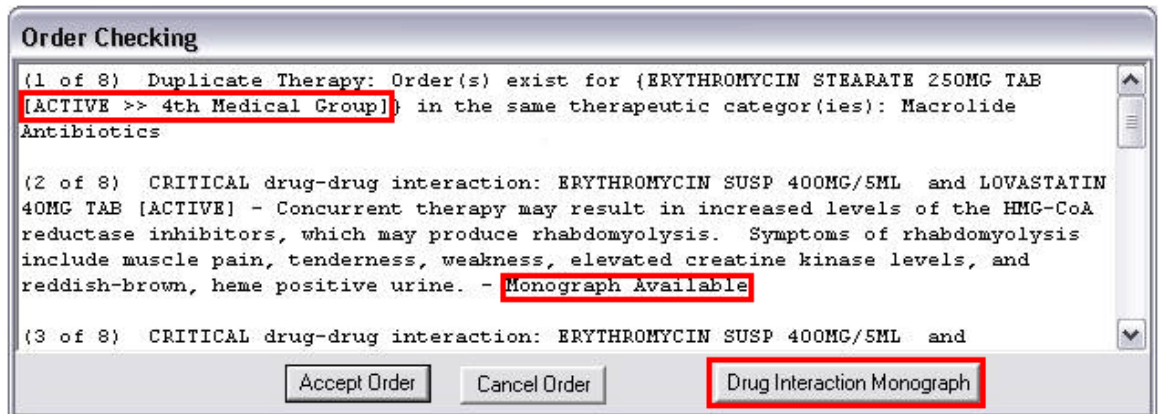 Order Checking
(1 of 8)  Duplicate Therapy: Order(s) exist for {ERYTHROMYCIN STEARATE 250MG TAB
[ACTIVE >> 4th Medical Group]} in the same therapeutic categor(ies): Macrolide
Antibiotics
(2 of 8)  CRITICAL drug-drug interaction: ERYTHROMYCIN SUSP 400MG/5ML  and LOVASTATIN
40MG TAB [ACTIVE] - Concurrent therapy may result in increased levels of the HMG-CoA
reductase inhibitors, which may produce rhabdomyolysis.  Symptoms of rhabdomyolysis
include muscle pain, tenderness, weakness, elevated creatine kinase levels, and
reddish-brown, heme positive urine. - Monograph Available
(3 of 8)  CRITICAL drug-drug interaction: ERYTHROMYCIN SUSP 400MG/5ML  and
Accept Order Cancel Order Drug Interaction Monograph